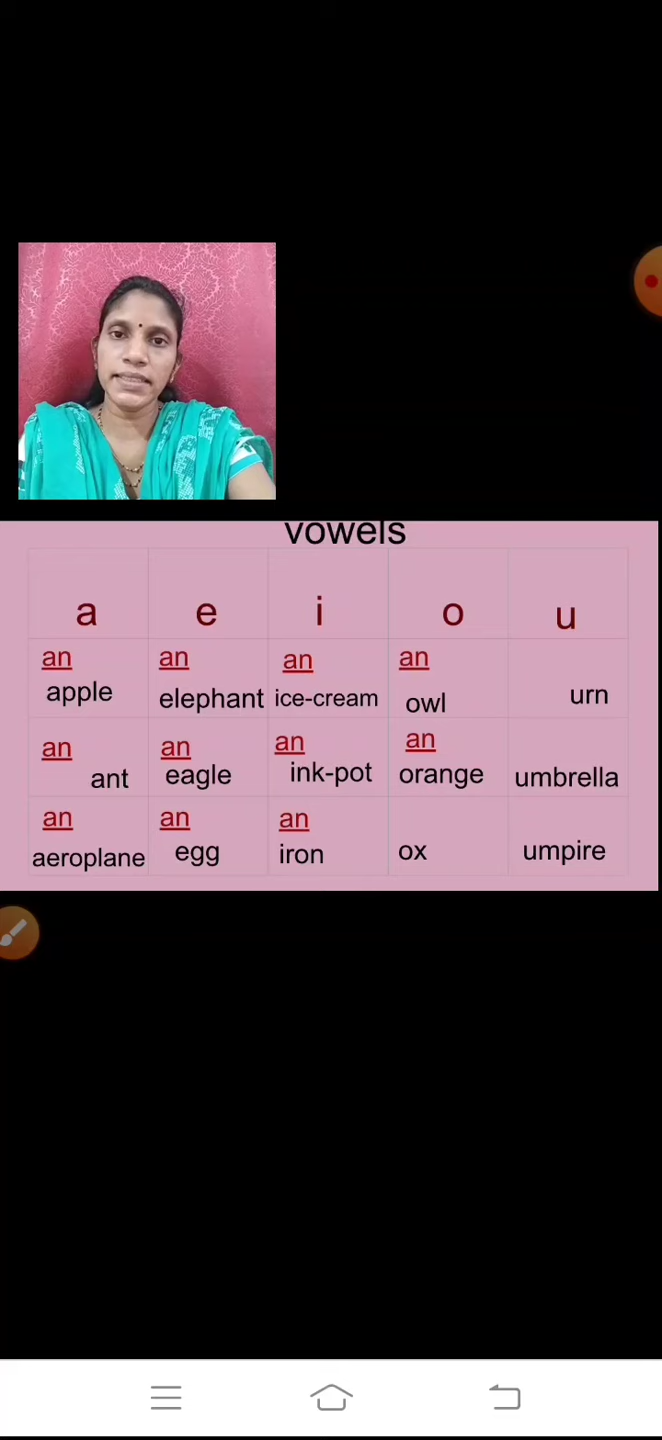 vowels
a e i o u
an an an an
apple elephant ice-cream owl urn
an an an an
ant eagle ink-pot orange umbrella
an an an
aeroplane egg iron ox umpire